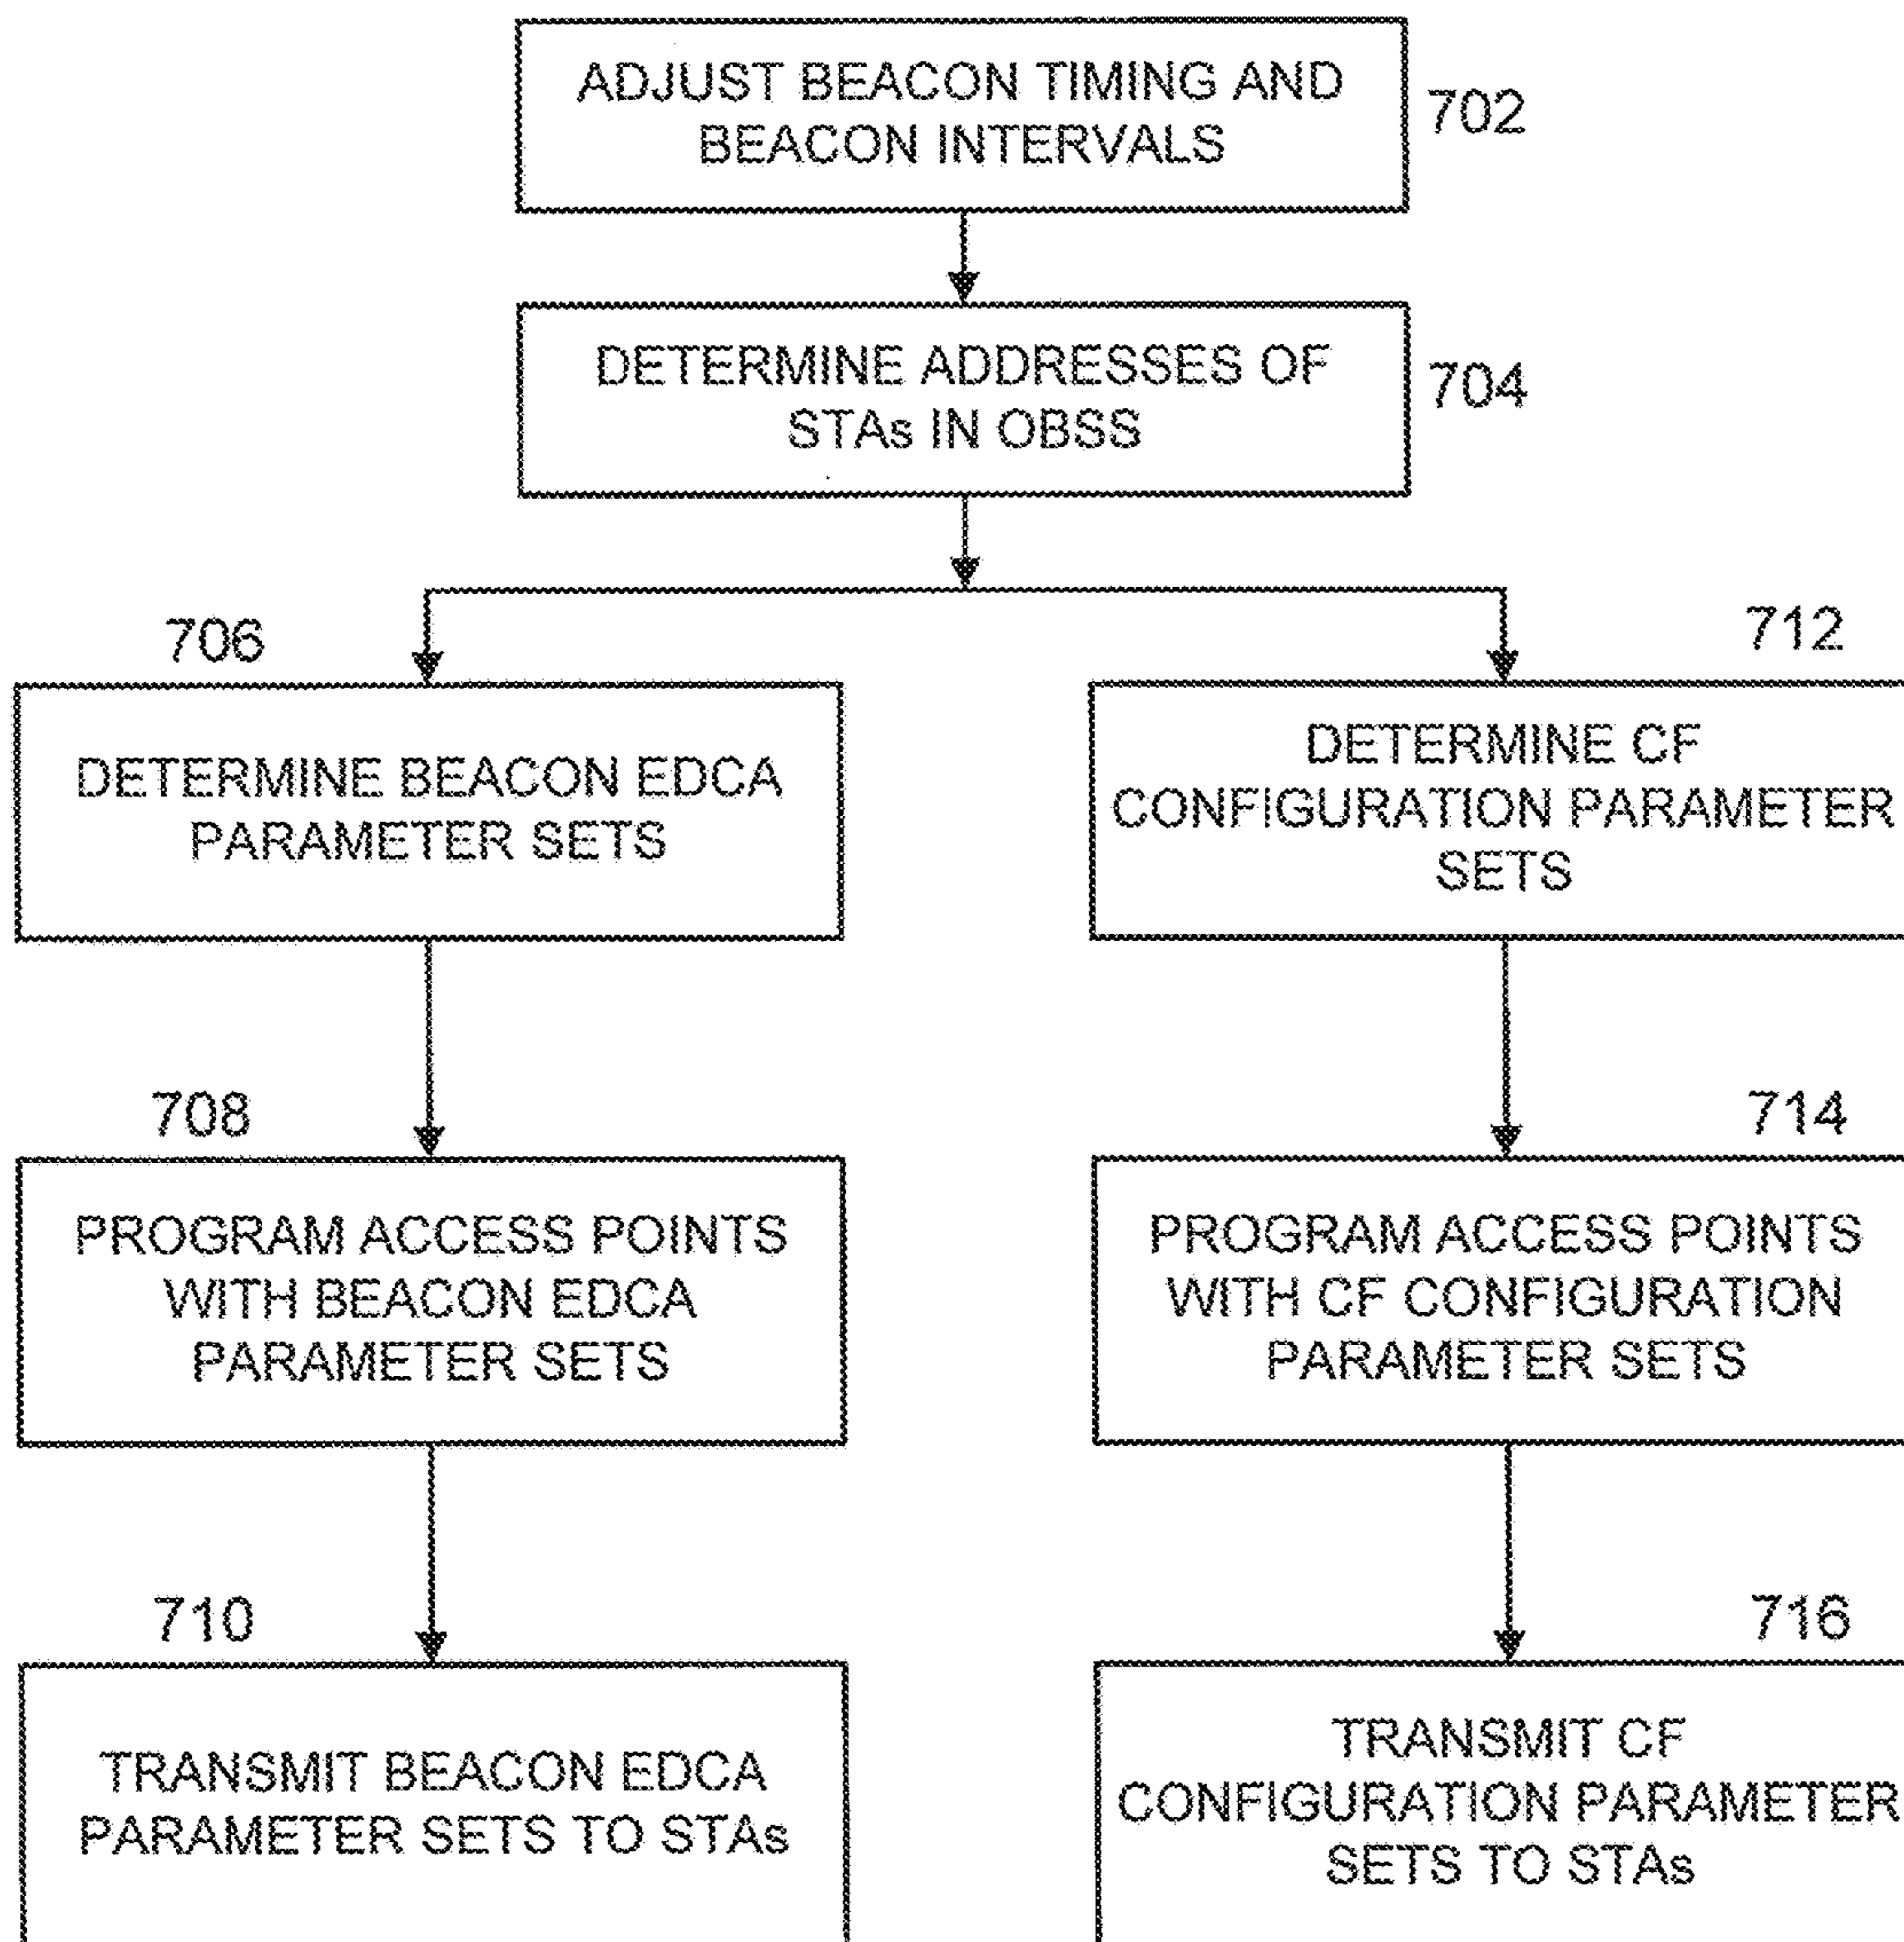 ADJUST BEACON TIMING AND
BEACON INTERVALS
702
DETERMINE ADDRESSES OF
STAs IN OBSS
704
706
DETERMINE BEACON EDCA
PARAMETER SETS
712
DETERMINE CF
CONFIGURATION PARAMETER
SETS
708
PROGRAM ACCESS POINTS
WITH BEACON EDCA
PARAMETER SETS
714
PROGRAM ACCESS POINTS
WITH CF CONFIGURATION
PARAMETER SETS
710
TRANSMIT BEACON EDCA
PARAMETER SETS TO STAs
716
TRANSMIT CF
CONFIGURATION PARAMETER
SETS TO STAs